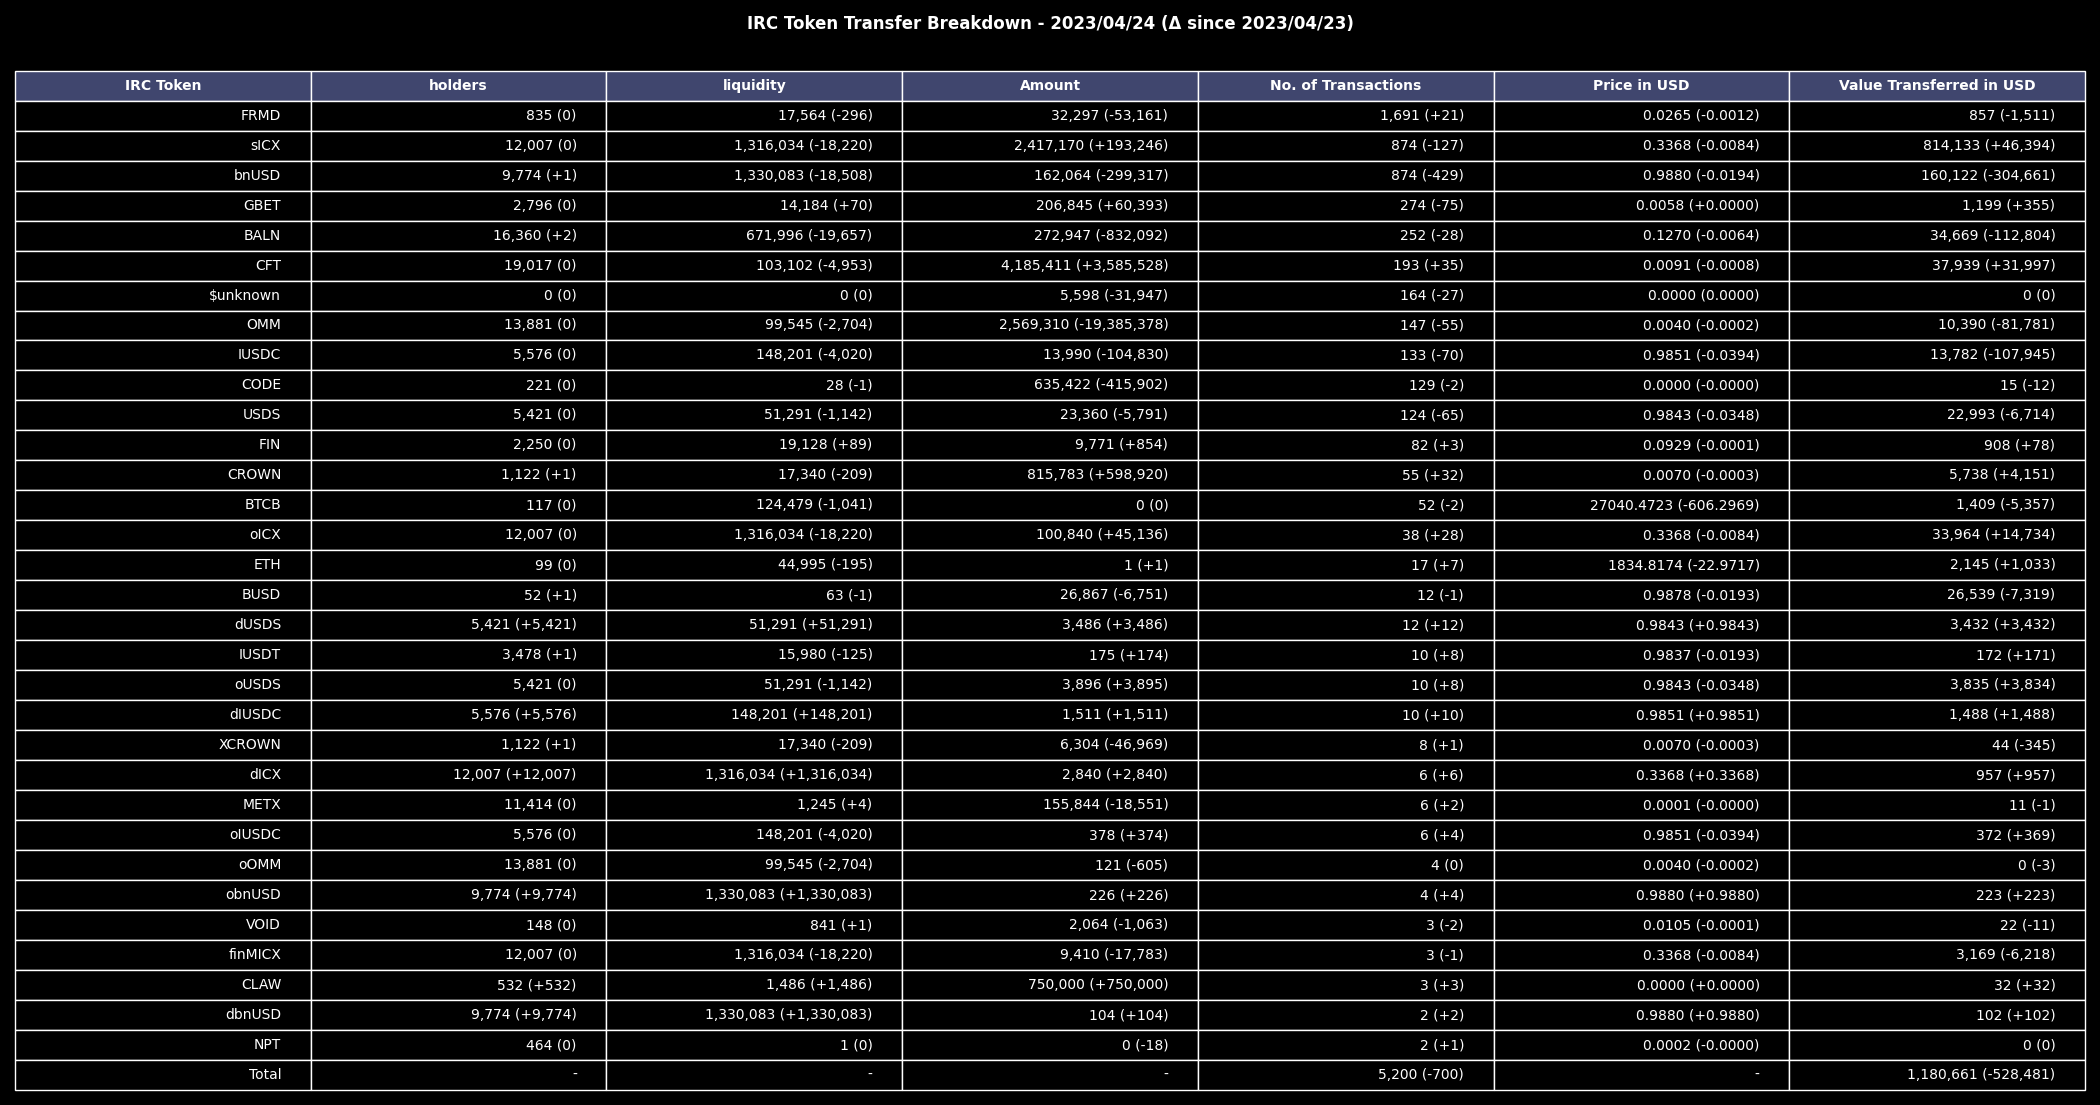 IRC Token Transfer Breakdown - 2023/04/24 (Δ since 2023/04/23)
IRC Token holders liquidity Amount No. of Transactions Price in USD Value Transferred in USD
FRMD 835 (0) 17,564 (-296) 32,297 (-53,161) 1,691 (+21) 0.0265 (-0.0012) 857 (-1,511)
sICX 12,007 (0) 1,316,034 (-18,220) 2,417,170 (+193,246) 874 (-127) 0.3368 (-0.0084) 814,133 (+46,394)
bnUSD 9,774 (+1) 1,330,083 (-18,508) 162,064 (-299,317) 874 (-429) 0.9880 (-0.0194) 160,122 (-304,661)
GBET 2,796 (0) 14,184 (+70) 206,845 (+60,393) 274 (-75) 0.0058 (+0.0000) 1,199 (+355)
BALN 16,360 (+2) 671,996 (-19,657) 272,947 (-832,092) 252 (-28) 0.1270 (-0.0064) 34,669 (-112,804)
CFT 19,017 (0) 103,102 (-4,953) 4,185,411 (+3,585,528) 193 (+35) 0.0091 (-0.0008) 37,939 (+31,997)
$unknown 0 (0) 0 (0) 5,598 (-31,947) 164 (-27) 0.0000 (0.0000) 0 (0)
OMM 13,881 (0) 99,545 (-2,704) 2,569,310 (-19,385,378) 147 (-55) 0.0040 (-0.0002) 10,390 (-81,781)
IUSDC 5,576 (0) 148,201 (-4,020) 13,990 (-104,830) 133 (-70) 0.9851 (-0.0394) 13,782 (-107,945)
CODE 221 (0) 28 (-1) 635,422 (-415,902) 129 (-2) 0.0000 (-0.0000) 15 (-12)
USDS 5,421 (0) 51,291 (-1,142) 23,360 (-5,791) 124 (-65) 0.9843 (-0.0348) 22,993 (-6,714)
FIN 2,250 (0) 19,128 (+89) 9,771 (+854) 82 (+3) 0.0929 (-0.0001) 908 (+78)
CROWN 1,122 (+1) 17,340 (-209) 815,783 (+598,920) 55 (+32) 0.0070 (-0.0003) 5,738 (+4,151)
BTCB 117 (0) 124,479 (-1,041) 0 (0) 52 (-2) 27040.4723 (-606.2969) 1,409 (-5,357)
oICX 12,007 (0) 1,316,034 (-18,220) 100,840 (+45,136) 38 (+28) 0.3368 (-0.0084) 33,964 (+14,734)
ETH 99 (0) 44,995 (-195) 1 (+1) 17 (+7) 1834.8174 (-22.9717) 2,145 (+1,033)
BUSD 52 (+1) 63 (-1) 26,867 (-6,751) 12 (-1) 0.9878 (-0.0193) 26,539 (-7,319)
dUSDS 5,421 (+5,421) 51,291 (+51,291) 3,486 (+3,486) 12 (+12) 0.9843 (+0.9843) 3,432 (+3,432)
IUSDT 3,478 (+1) 15,980 (-125) 175 (+174) 10 (+8) 0.9837 (-0.0193) 172 (+171)
oUSDS 5,421 (0) 51,291 (-1,142) 3,896 (+3,895) 10 (+8) 0.9843 (-0.0348) 3,835 (+3,834)
dIUSDC 5,576 (+5,576) 148,201 (+148,201) 1,511 (+1,511) 10 (+10) 0.9851 (+0.9851) 1,488 (+1,488)
XCROWN 1,122 (+1) 17,340 (-209) 6,304 (-46,969) 8 (+1) 0.0070 (-0.0003) 44 (-345)
dICX 12,007 (+12,007) 1,316,034 (+1,316,034) 2,840 (+2,840) 6 (+6) 0.3368 (+0.3368) 957 (+957)
METX 11,414 (0) 1,245 (+4) 155,844 (-18,551) 6 (+2) 0.0001 (-0.0000) 11 (-1)
oIUSDC 5,576 (0) 148,201 (-4,020) 378 (+374) 6 (+4) 0.9851 (-0.0394) 372 (+369)
oOMM 13,881 (0) 99,545 (-2,704) 121 (-605) 4 (0) 0.0040 (-0.0002) 0 (-3)
obnUSD 9,774 (+9,774) 1,330,083 (+1,330,083) 226 (+226) 4 (+4) 0.9880 (+0.9880) 223 (+223)
VOID 148 (0) 841 (+1) 2,064 (-1,063) 3 (-2) 0.0105 (-0.0001) 22 (-11)
finMICX 12,007 (0) 1,316,034 (-18,220) 9,410 (-17,783) 3 (-1) 0.3368 (-0.0084) 3,169 (-6,218)
CLAW 532 (+532) 1,486 (+1,486) 750,000 (+750,000) 3 (+3) 0.0000 (+0.0000) 32 (+32)
dbnUSD 9,774 (+9,774) 1,330,083 (+1,330,083) 104 (+104) 2 (+2) 0.9880 (+0.9880) 102 (+102)
NPT 464 (0) 1 (0) 0 (-18) 2 (+1) 0.0002 (-0.0000) 0 (0)
Total - - - 5,200 (-700) - 1,180,661 (-528,481)